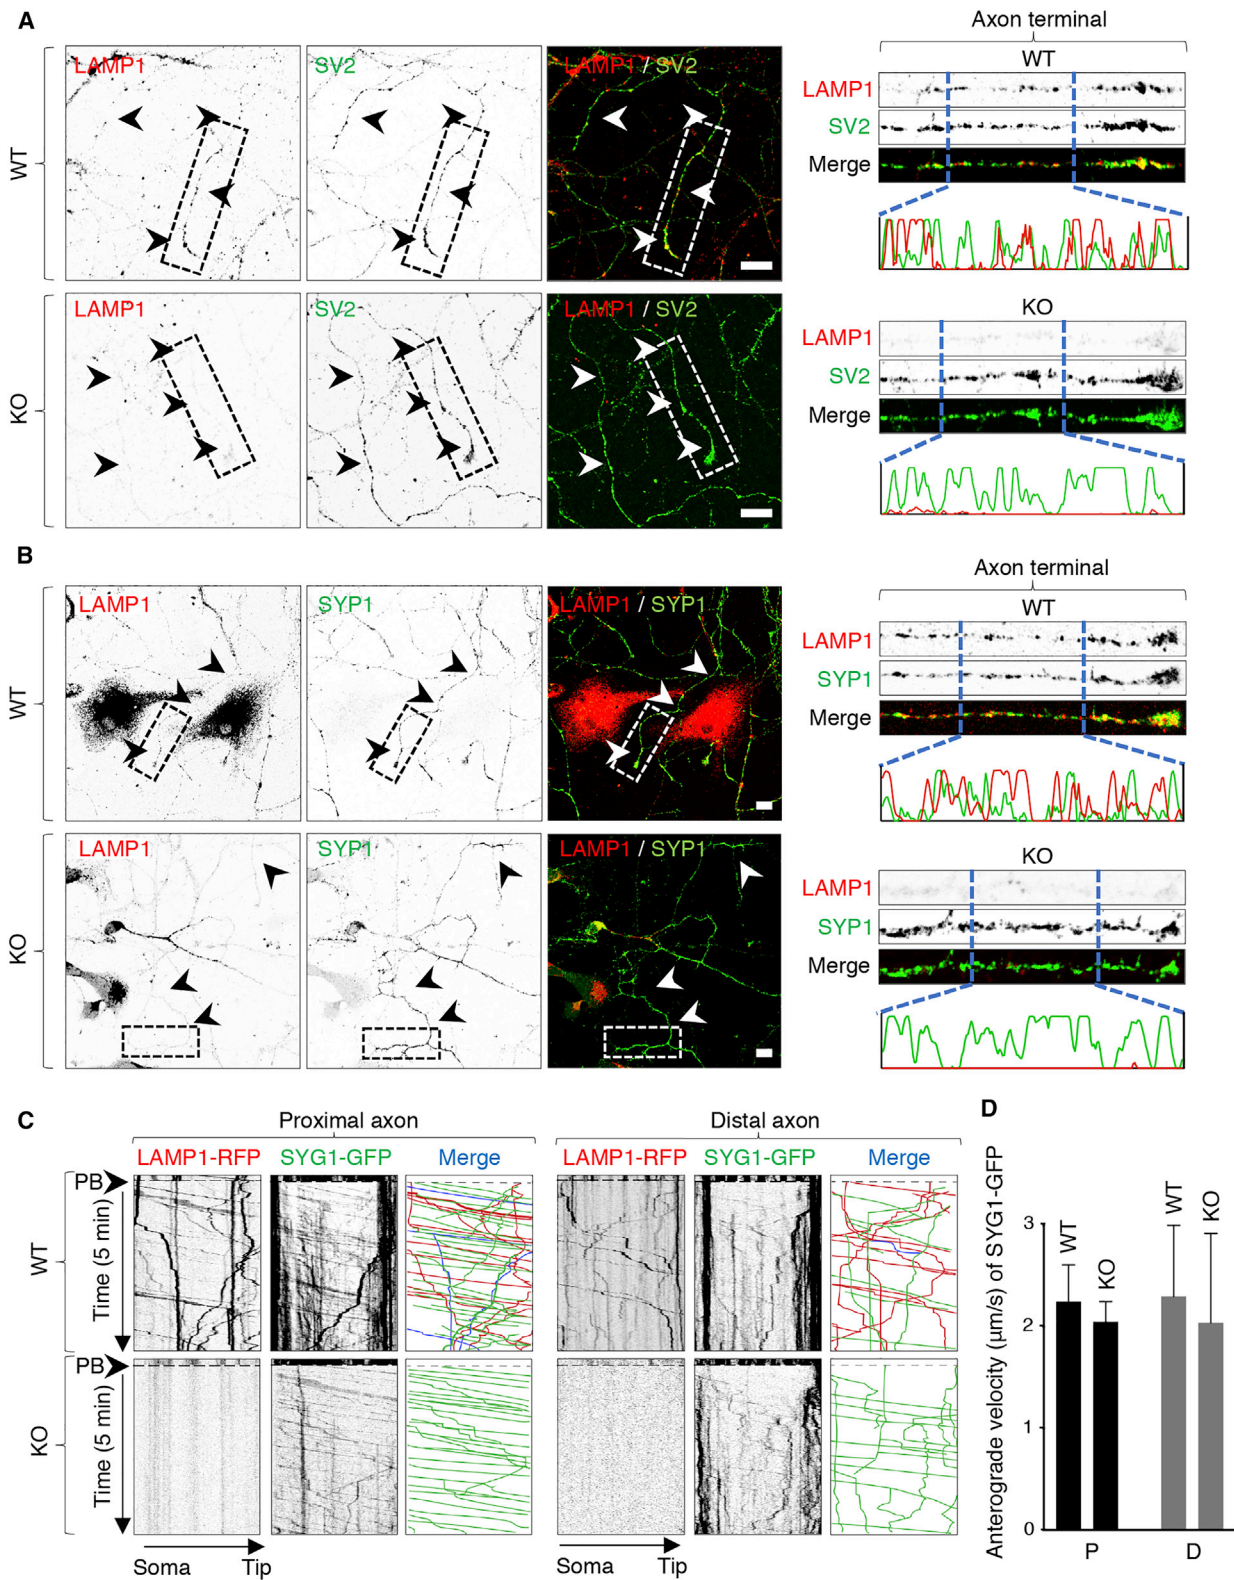 A
LAMP1
SV2
LAMP1 / SV2
WT
LAMP1
SV2
LAMP1 / SV2
KO
Axon terminal
WT
LAMP1
SV2
Merge
KO
LAMP1
SV2
Merge
B
LAMP1
SYP1
LAMP1 / SYP1
WT
LAMP1
SYP1
LAMP1 / SYP1
KO
Axon terminal
WT
LAMP1
SYP1
Merge
KO
LAMP1
SYP1
Merge
C
Proximal axon
Distal axon
LAMP1-RFP
SYG1-GFP
Merge
LAMP1-RFP
SYG1-GFP
Merge
PB
WT
Time (5 min)
PB
KO
Time (5 min)
Soma
Tip
Soma
Tip
D
Anterograde velocity (μm/s) of SYG1-GFP
3
2
1
0
WT
KO
WT
KO
P
D